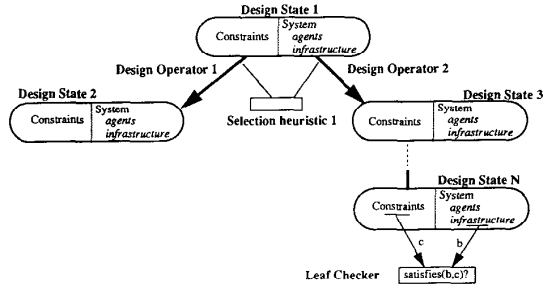 Design State 1
Constraints
System
agents
infrastructure
Design Operator 1
Design Operator 2
Design State 2
Constraints
System
agents
infrastructure
Selection heuristic 1
Design State 3
Constraints
System
agents
infrastructure
Design State N
Constraints
System
agents
infrastructure
c
b
Leaf Checker
satisfies(b,c)?